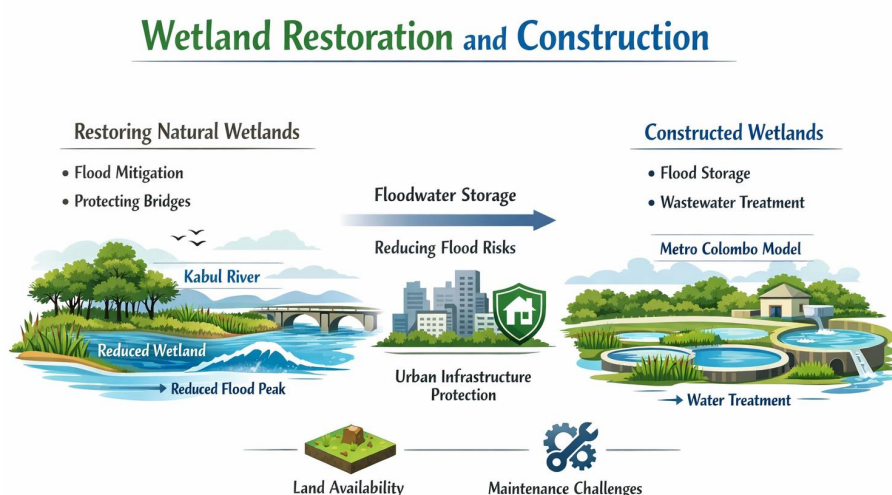 Wetland Restoration and Construction
Restoring Natural Wetlands
• Flood Mitigation
• Protecting Bridges
Kabul River
Reduced Wetland
Reduced Flood Peak
Floodwater Storage
Reducing Flood Risks
Urban Infrastructure
Protection
Constructed Wetlands
• Flood Storage
• Wastewater Treatment
Metro Colombo Model
Water Treatment
Land Availability
Maintenance Challenges